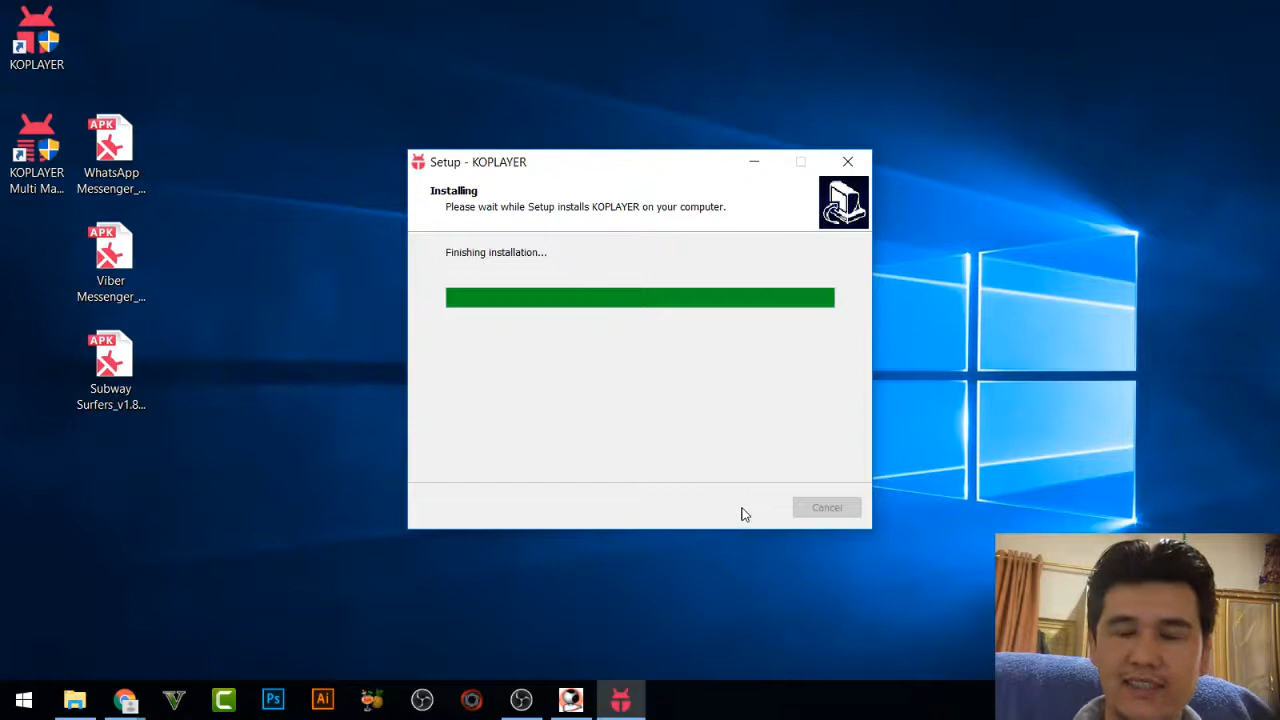 KOPLAYER
KOPLAYER
Multi Ma...
APK
WhatsApp
Messenger_...
APK
Viber
Messenger_...
APK
Subway
Surfers_v1.8...
Setup - KOPLAYER
Installing
Please wait while Setup installs KOPLAYER on your computer.
Finishing installation...
Cancel
Ps
Ai